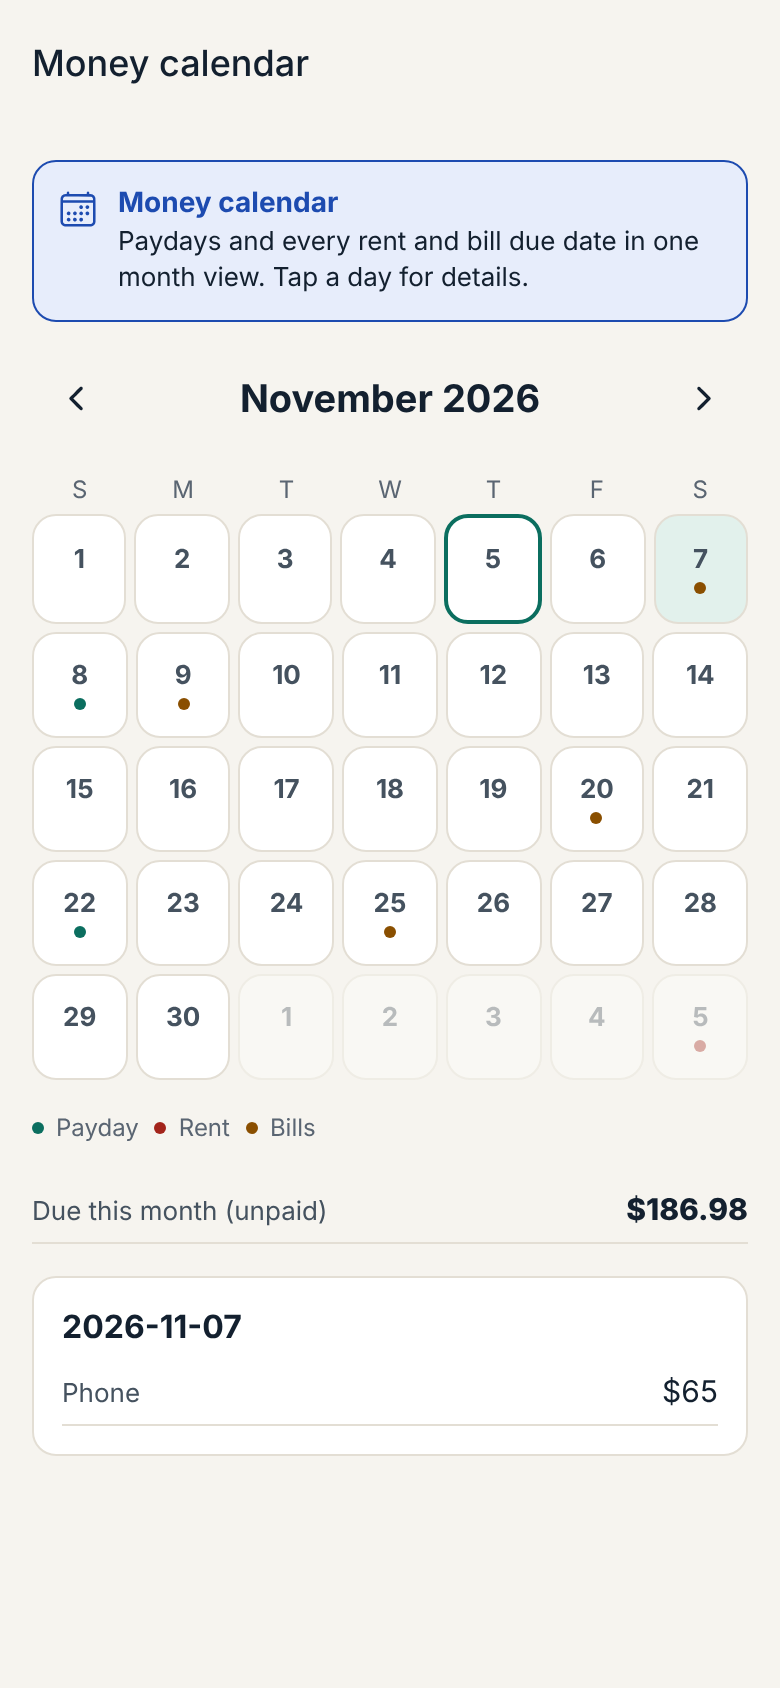 Money calendar
Money calendar
Paydays and every rent and bill due date in one
month view. Tap a day for details.
November 2026
S M T W T F S
1 2 3 4 5 6 7
8 9 10 11 12 13 14
15 16 17 18 19 20 21
22 23 24 25 26 27 28
29 30 1 2 3 4 5
Payday Rent Bills
Due this month (unpaid) $186.98
2026-11-07
Phone $65